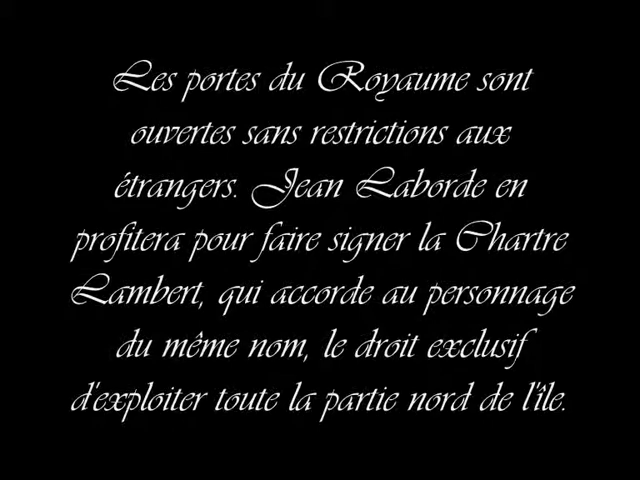 Les portes du Royaume sont
ouvertes sans restrictions aux
étrangers. Jean Laborde en
profitera pour faire signer la Chartre
Lambert, qui accorde au personnage
du même nom, le droit exclusif
d'exploiter toute la partie nord de l'île.